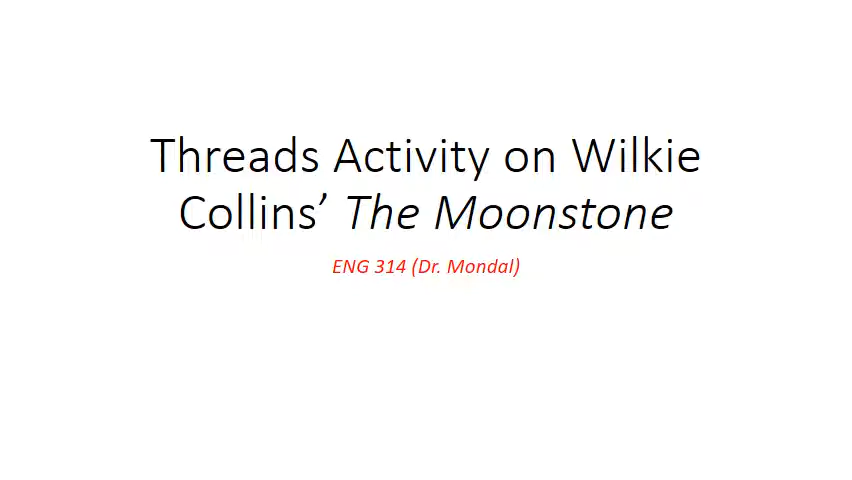 Threads Activity on Wilkie
Collins’ The Moonstone
ENG 314 (Dr. Mondal)